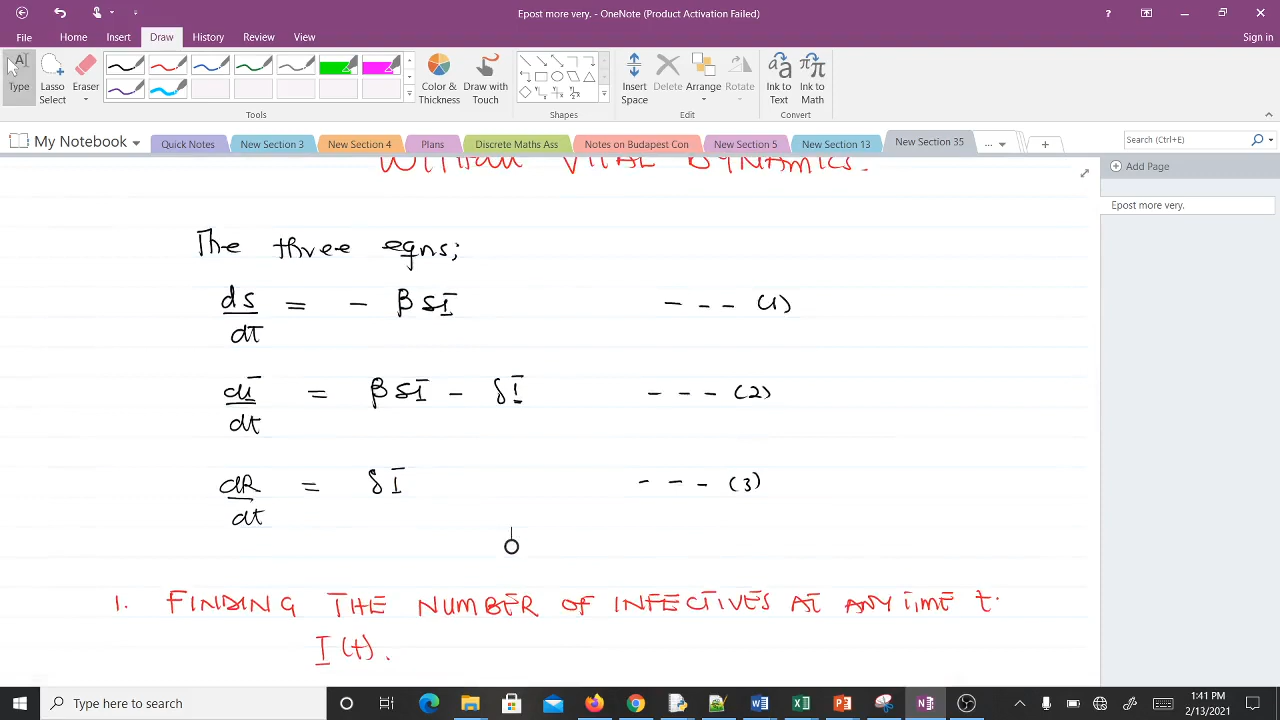 Epost more very. - OneNote (Product Activation Failed)
File Home Insert Draw History Review View Sign in
Type Lasso Select Eraser Color & Thickness Draw with Touch Insert Space Delete Arrange Rotate Ink to Text Ink to Math
Tools Shapes Edit Convert
My Notebook Quick Notes New Section 3 New Section 4 Plans Discrete Maths Ass Notes on Budapest Con New Section 5 New Section 13 New Section 35 ... Search (Ctrl+E)
Add Page
Epost more very.
WITHOUT VITAL DYNAMICS.
The three eqns;
ds/dt = - βSI --- (1)
dI/dt = βSI - δI --- (2)
dR/dt = δI --- (3)
1. FINDING THE NUMBER OF INFECTIVES AT ANY TIME t.
I(t).
Type here to search
1:41 PM
2/13/2021